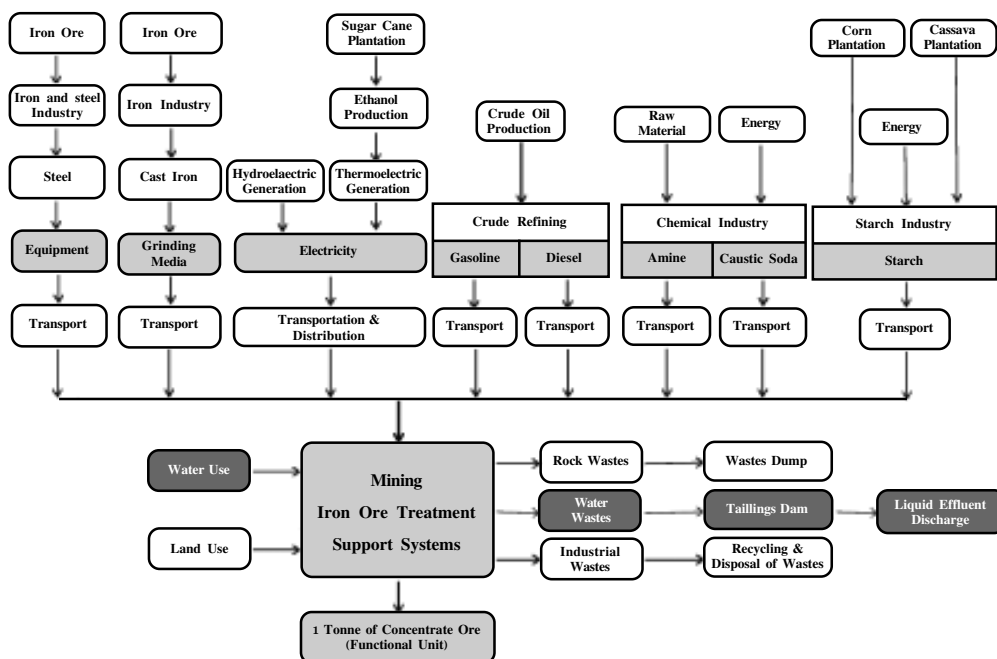 Iron Ore
Iron Ore
Sugar Cane
Plantation
Corn
Plantation
Cassava
Plantation
Iron and steel
Industry
Iron Industry
Ethanol
Production
Crude Oil
Production
Raw
Material
Energy
Energy
Steel
Cast Iron
Hydroelaectric
Generation
Thermoelectric
Generation
Crude Refining
Chemical Industry
Starch Industry
Equipment
Grinding
Media
Electricity
Gasoline
Diesel
Amine
Caustic Soda
Starch
Transport
Transport
Transportation &
Distribution
Transport
Transport
Transport
Transport
Transport
Water Use
Land Use
Mining
Iron Ore Treatment
Support Systems
Rock Wastes
Wastes Dump
Water
Wastes
Taillings Dam
Liquid Effluent
Discharge
Industrial
Wastes
Recycling &
Disposal of Wastes
1 Tonne of Concentrate Ore
(Functional Unit)